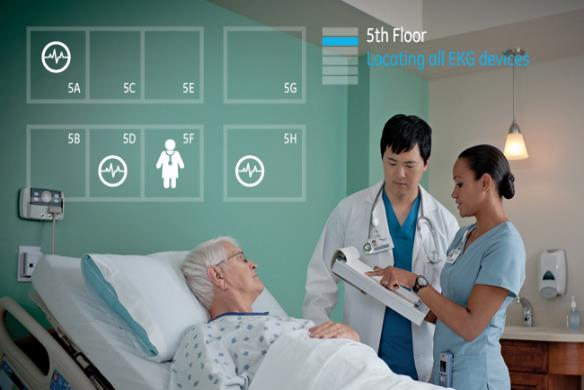 5th Floor
Locating all EKG devices
5A 5C 5E 5G
5B 5D 5F 5H